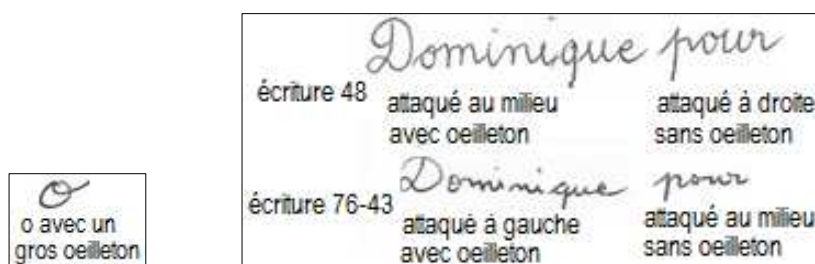 o
o avec un
gros oeilleton
Dominique pour
écriture 48
attaqué au milieu
avec oeilleton
attaqué à droite
sans oeilleton
Dominique pour
écriture 76-43
attaqué à gauche
avec oeilleton
attaqué au milieu
sans oeilleton